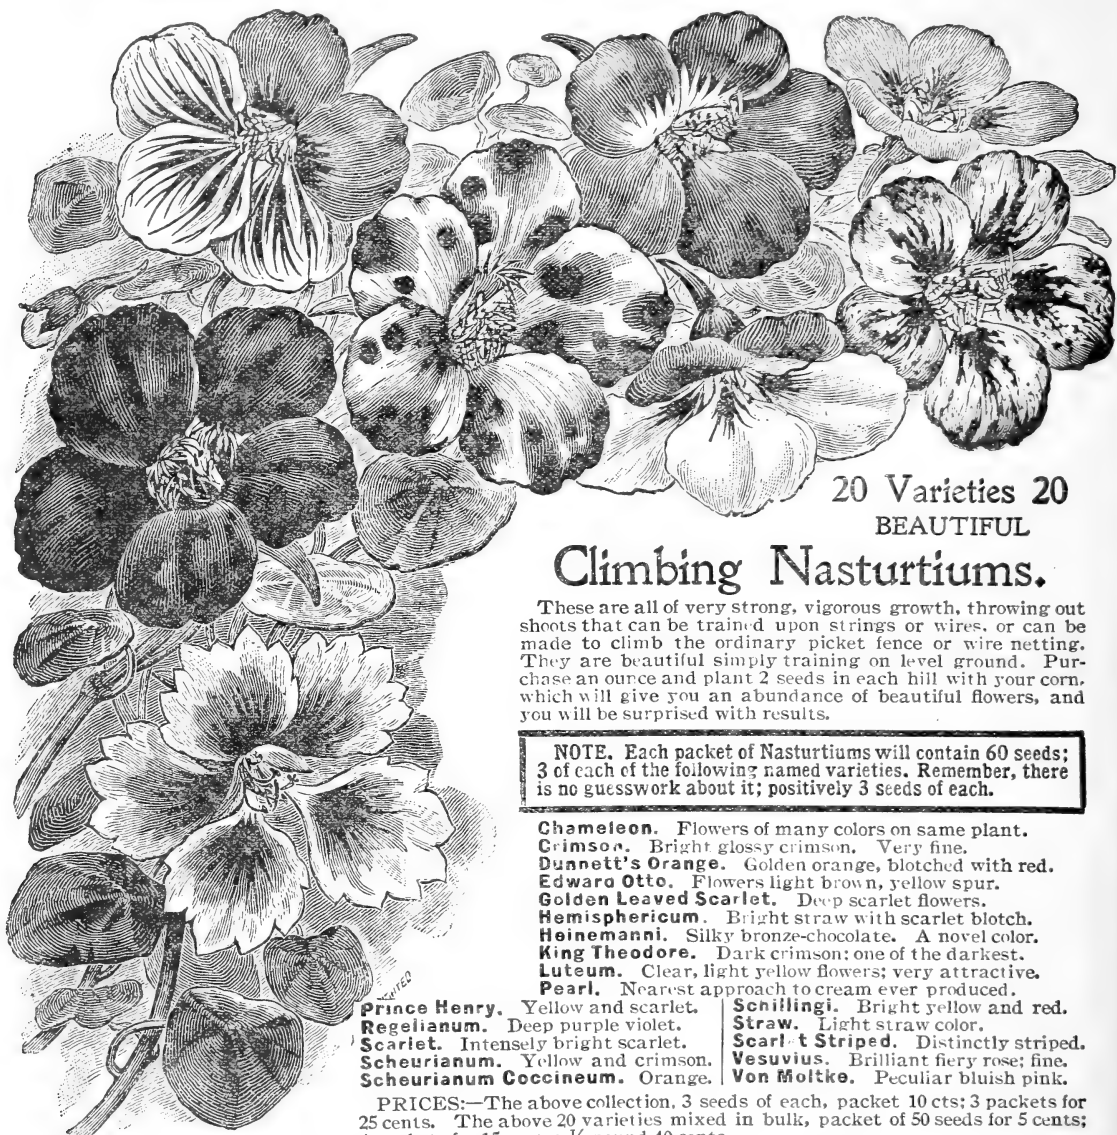 20 Varieties 20
BEAUTIFUL
Climbing Nasturtiums.
These are all of very strong, vigorous growth, throwing out
shoots that can be trained upon strings or wires, or can be
made to climb the ordinary picket fence or wire netting.
They are beautiful simply training on level ground. Pur-
chase an ounce and plant 2 seeds in each hill with your corn,
which will give you an abundance of beautiful flowers, and
you will be surprised with results.
NOTE. Each packet of Nasturtiums will contain 60 seeds;
3 of each of the following named varieties. Remember, there
is no guesswork about it; positively 3 seeds of each.
Chameleon. Flowers of many colors on same plant.
Crimson. Bright glossy crimson. Very fine.
Dunnett's Orange. Golden orange, blotched with red.
Edward Otto. Flowers light brown, yellow spur.
Golden Leaved Scarlet. Deep scarlet flowers.
Hemisphericum. Bright straw with scarlet blotch.
Heinemanni. Silky bronze-chocolate. A novel color.
King Theodore. Dark crimson; one of the darkest.
Luteum. Clear, light yellow flowers; very attractive.
Pearl. Nearest approach to cream ever produced.
Prince Henry. Yellow and scarlet.
Regelianum. Deep purple violet.
Scarlet. Intensely bright scarlet.
Scheurianum. Yellow and crimson.
Scheurianum Coccineum. Orange.
Schillingi. Bright yellow and red.
Straw. Light straw color.
Scarlet Striped. Distinctly striped.
Vesuvius. Brilliant fiery rose; fine.
Von Moltke. Peculiar bluish pink.
PRICES:—The above collection, 3 seeds of each, packet 10 cts; 3 packets for
25 cents. The above 20 varieties mixed in bulk, packet of 50 seeds for 5 cents;